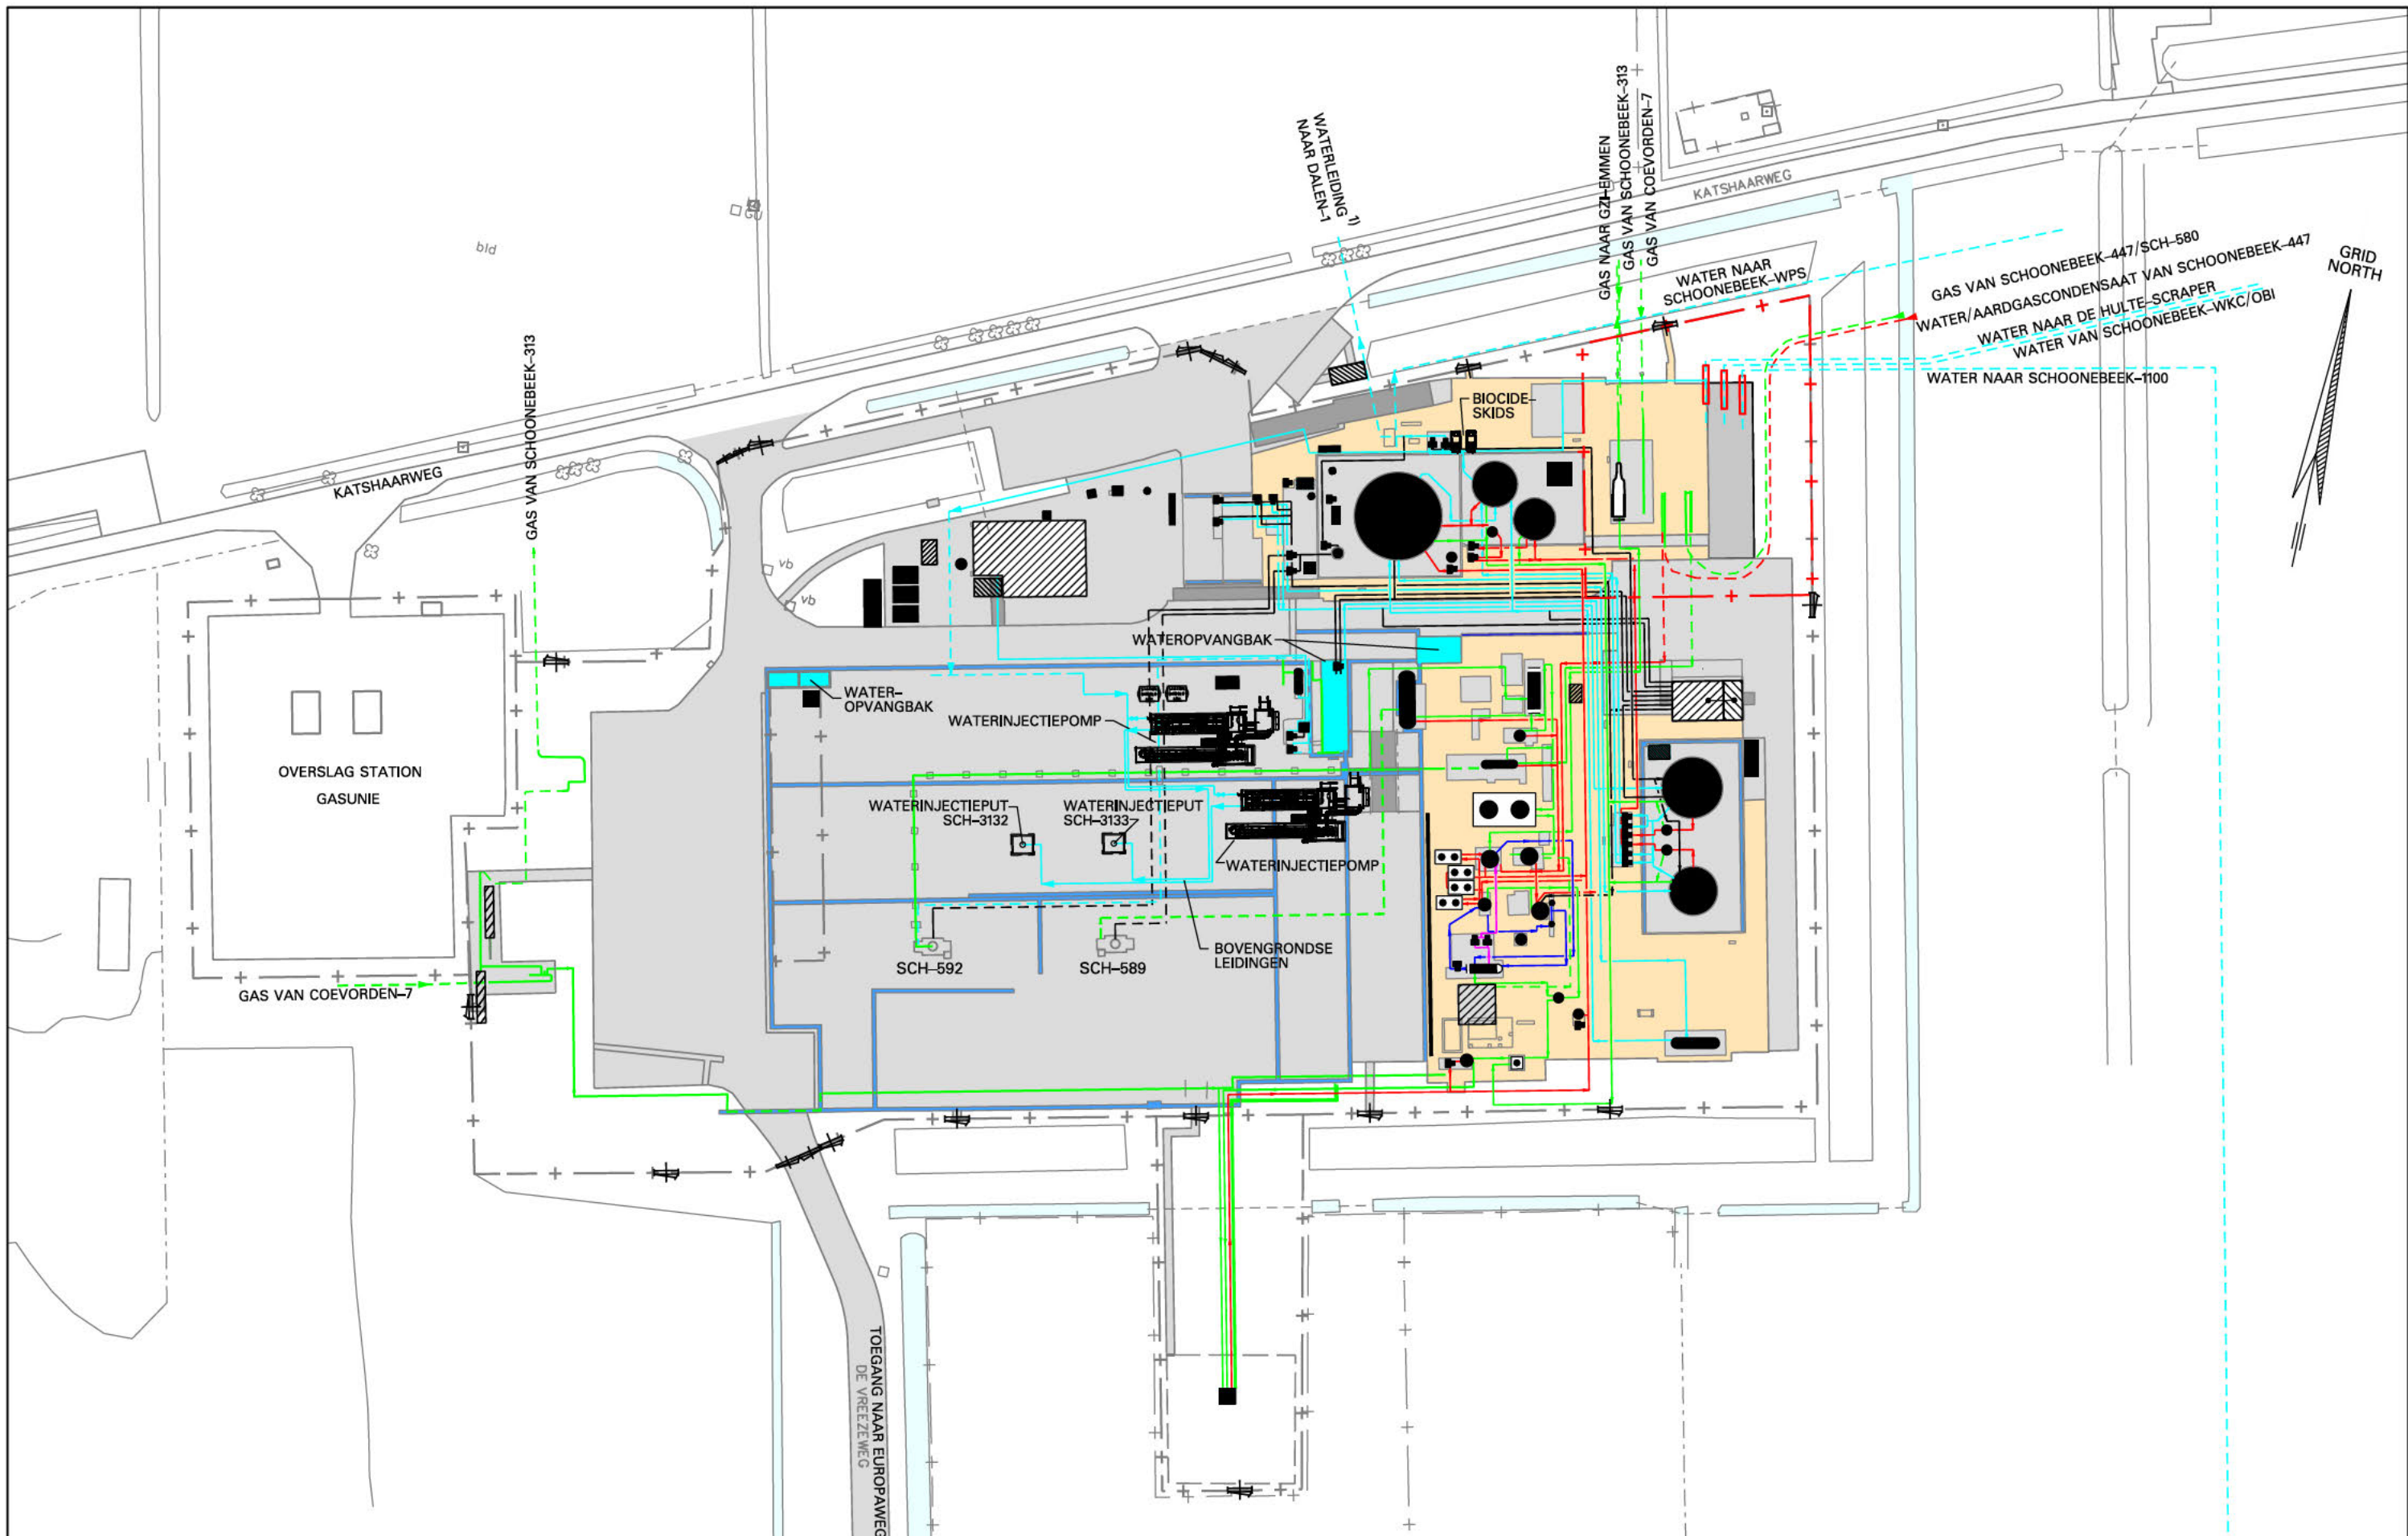 bld
WATERLEIDING 1)
NAAR DALEN-1
GAS NAAR GZI-EMMEN
GAS VAN SCHOONEBEEK-313
GAS VAN COEVORDEN-7
KATSHAARWEG
WATER NAAR
SCHOONEBEEK-WPS
GAS VAN SCHOONEBEEK-447/SCH-580
WATER/AARDGASCONDENSAAT VAN SCHOONEBEEK-447
WATER NAAR DE HULTE-SCRAPER
WATER VAN SCHOONEBEEK-WKC/OBI
WATER NAAR SCHOONEBEEK-1100
GRID
NORTH
GAS VAN SCHOONEBEEK-313
KATSHAARWEG
BIOCIDE-
SKIDS
vb
vb
WATEROPVANGBAK
WATER-
OPVANGBAK
WATERINJECTIEPOMP
OVERSLAG STATION
GASUNIE
WATERINJECTIEPUT
SCH-3132
WATERINJECTIEPUT
SCH-3133
WATERINJECTIEPOMP
BOVENGRONDSE
LEIDINGEN
SCH-592
SCH-589
GAS VAN COEVORDEN-7
TOEGANG NAAR EUROPAWEG
DE VREEZEWEG